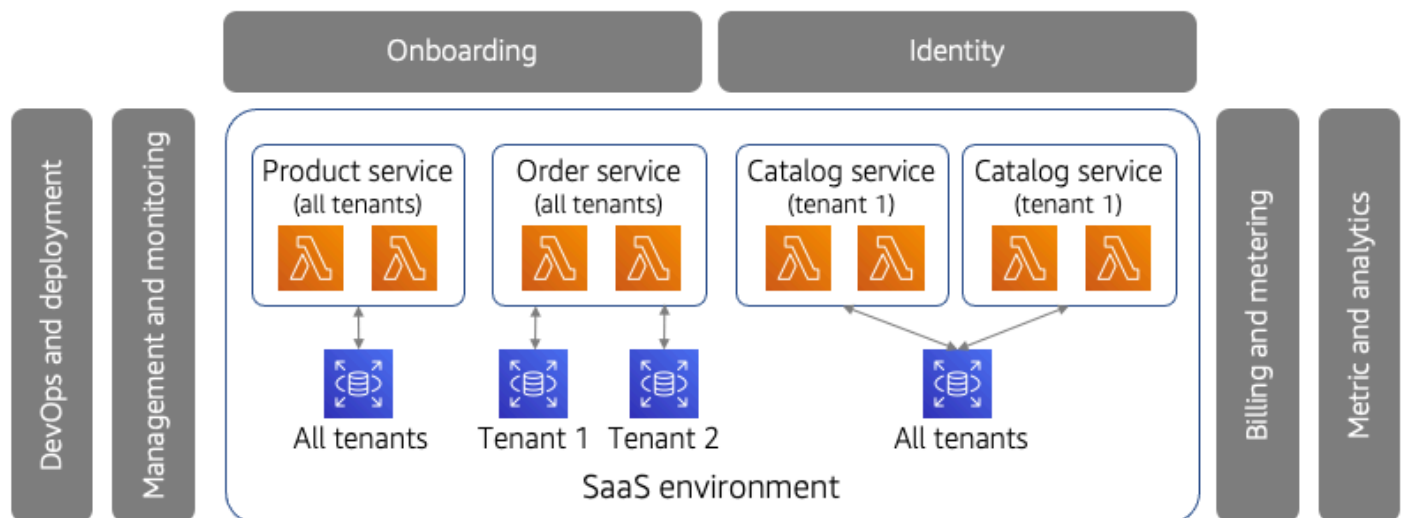 Onboarding
Identity
DevOps and deployment
Management and monitoring
Product service
(all tenants)
Order service
(all tenants)
Catalog service
(tenant 1)
Catalog service
(tenant 1)
All tenants
Tenant 1
Tenant 2
All tenants
SaaS environment
Billing and metering
Metric and analytics